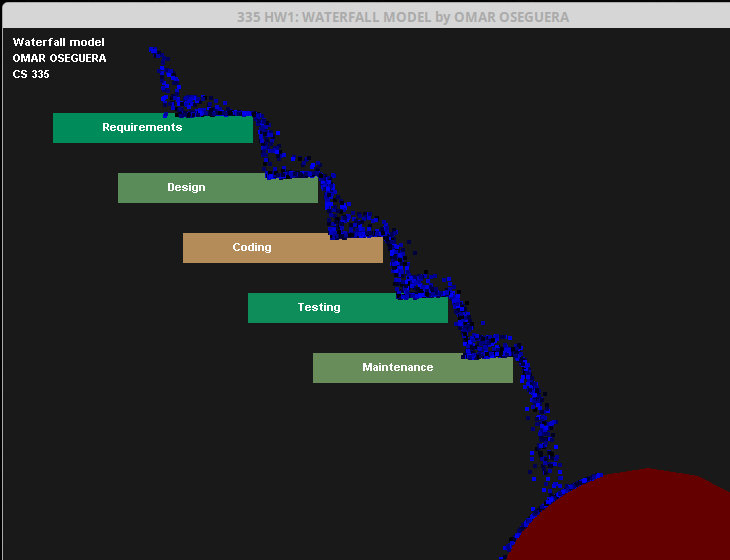 335 HW1: WATERFALL MODEL by OMAR OSEGUERA
Waterfall model
OMAR OSEGUERA
CS 335
Requirements
Design
Coding
Testing
Maintenance